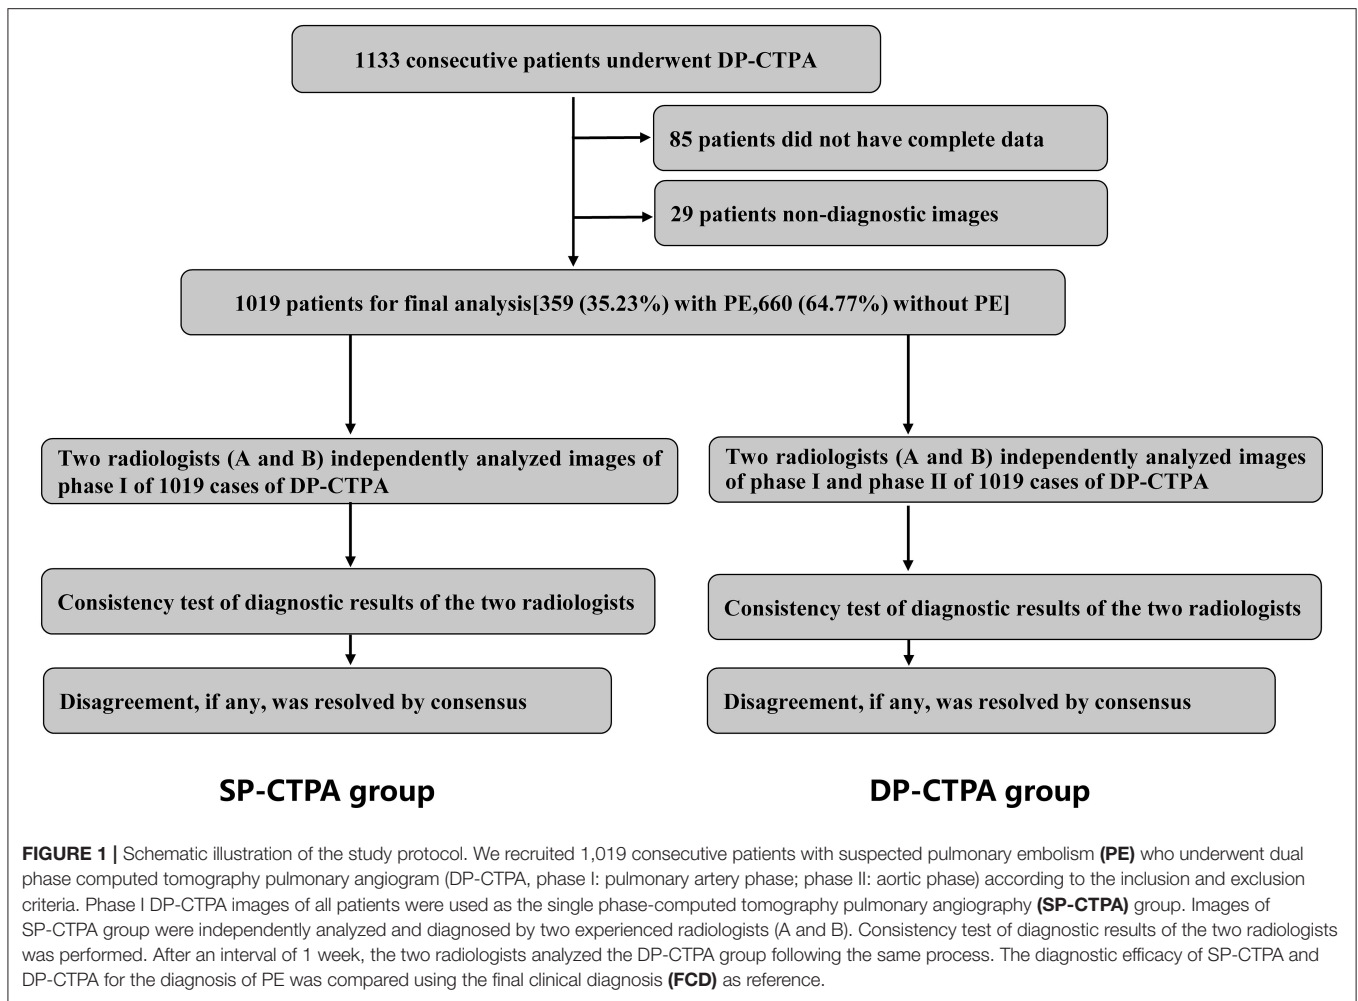 1133 consecutive patients underwent DP-CTPA
85 patients did not have complete data
29 patients non-diagnostic images
1019 patients for final analysis[359 (35.23%) with PE,660 (64.77%) without PE]
Two radiologists (A and B) independently analyzed images of
phase I of 1019 cases of DP-CTPA
Consistency test of diagnostic results of the two radiologists
Disagreement, if any, was resolved by consensus
SP-CTPA group
Two radiologists (A and B) independently analyzed images
of phase I and phase II of 1019 cases of DP-CTPA
Consistency test of diagnostic results of the two radiologists
Disagreement, if any, was resolved by consensus
DP-CTPA group
FIGURE 1 | Schematic illustration of the study protocol. We recruited 1,019 consecutive patients with suspected pulmonary embolism (PE) who underwent dual
phase computed tomography pulmonary angiogram (DP-CTPA, phase I: pulmonary artery phase; phase II: aortic phase) according to the inclusion and exclusion
criteria. Phase I DP-CTPA images of all patients were used as the single phase-computed tomography pulmonary angiography (SP-CTPA) group. Images of
SP-CTPA group were independently analyzed and diagnosed by two experienced radiologists (A and B). Consistency test of diagnostic results of the two radiologists
was performed. After an interval of 1 week, the two radiologists analyzed the DP-CTPA group following the same process. The diagnostic efficacy of SP-CTPA and
DP-CTPA for the diagnosis of PE was compared using the final clinical diagnosis (FCD) as reference.